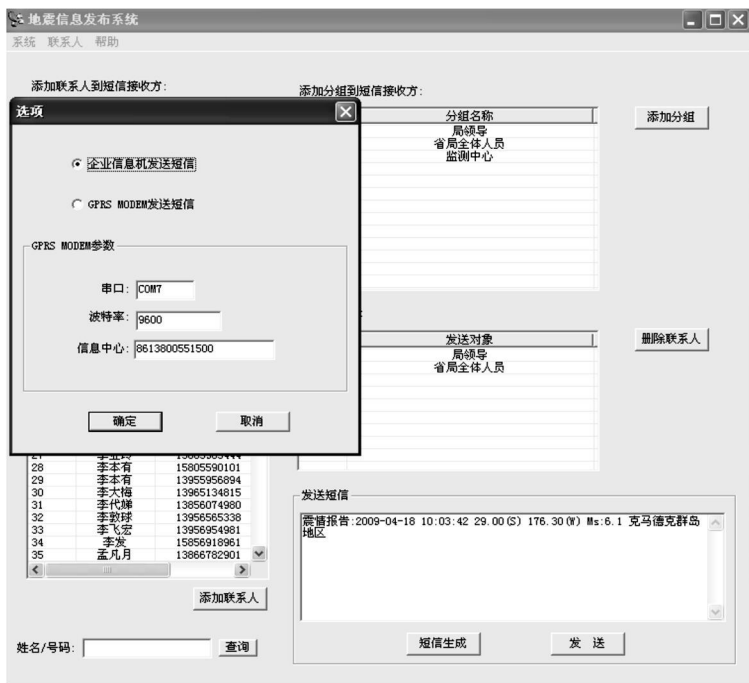 地震信息发布系统
系统 联系人 帮助
添加联系人到短信接收方:
添加分组到短信接收方:
选项
企业信息机发送短信
GPRS MODEM发送短信
GPRS MODEM参数
串口: COM7
波特率: 9600
信息中心: 8613800551500
确定 取消
分组名称
局领导
省局全体人员
监测中心
添加分组
发送对象
局领导
省局全体人员
删除联系人
28 李本有 15805590101
29 李本有 13955956894
30 李大梅 13965134815
31 李代娣 13856074980
32 李敦球 13956565338
33 李飞宏 13956954981
34 李发 15856918961
35 孟凡月 13866782901
添加联系人
姓名/号码: 查询
发送短信
震情报告:2009-04-18 10:03:42 29.00(S) 176.30(W) Ms:6.1 克马德克群岛
地区
短信生成 发 送